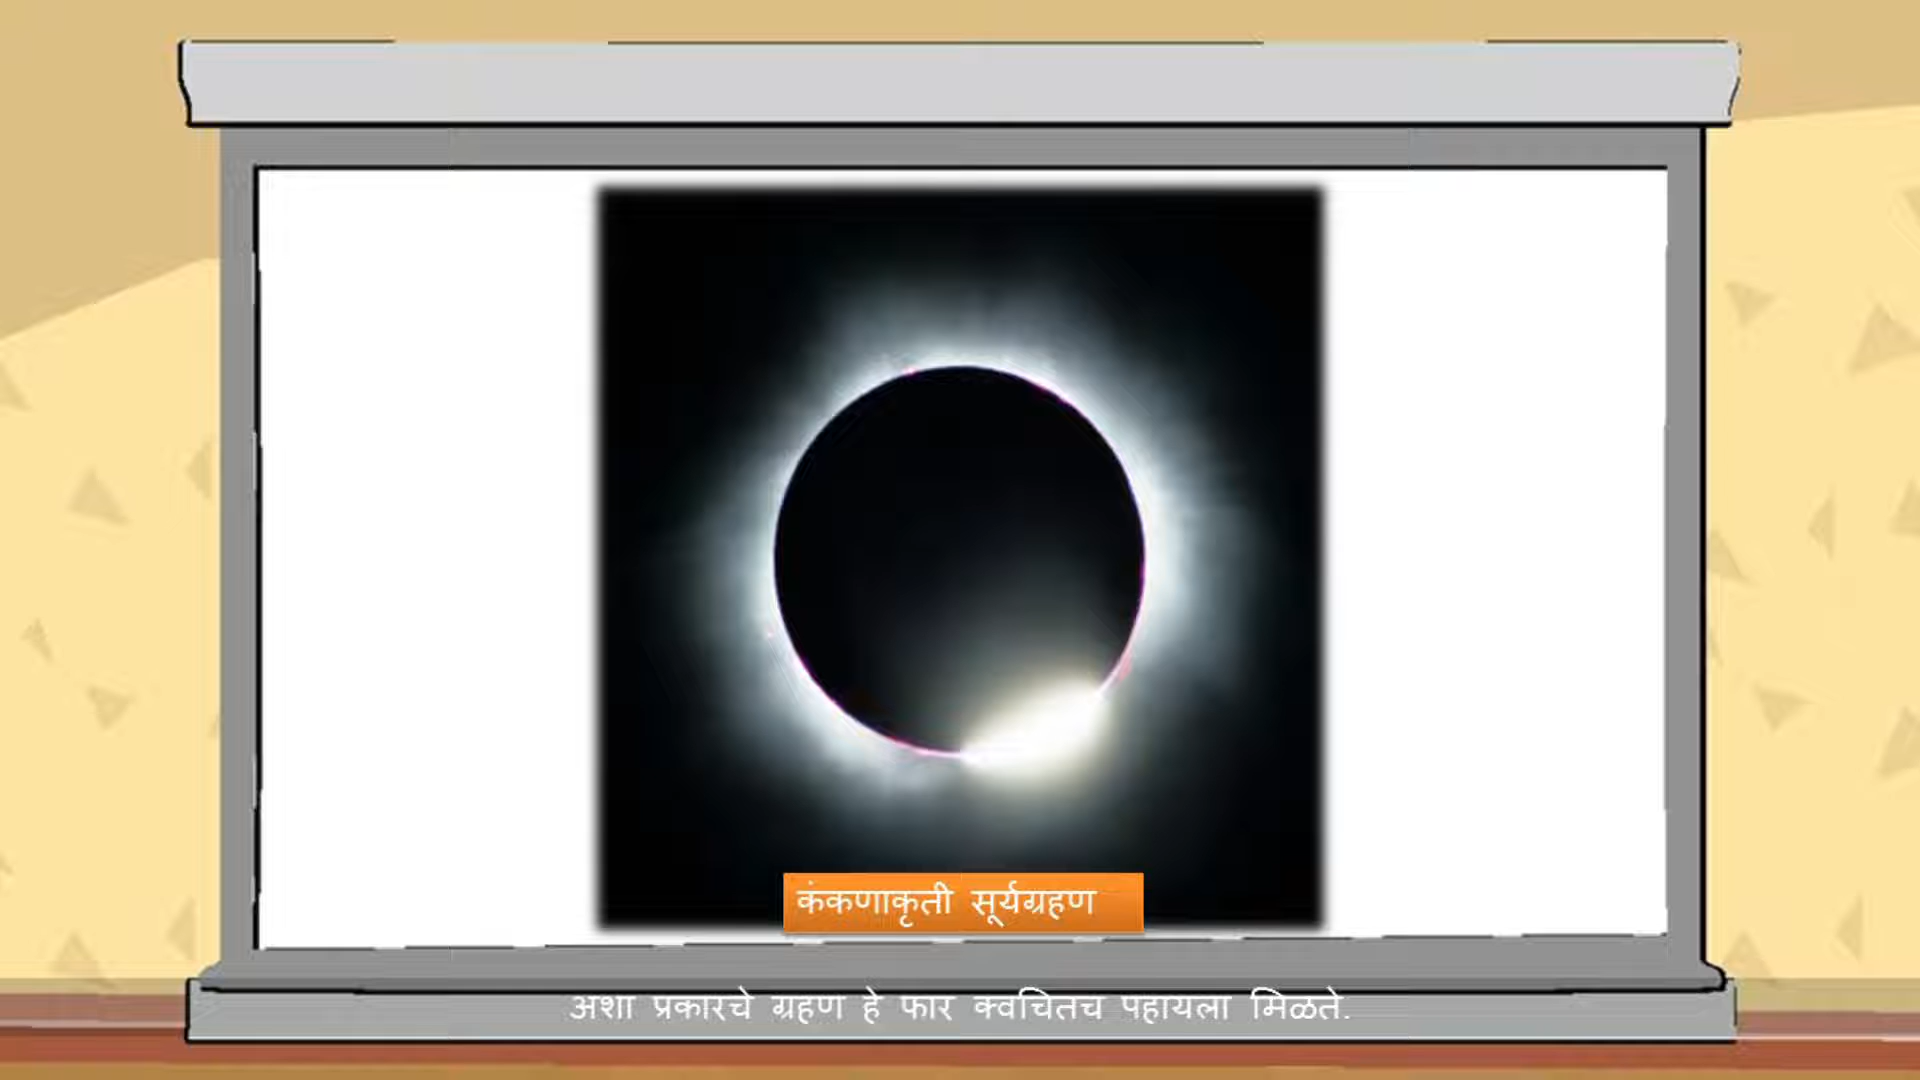 कंकणाकृती सूर्यग्रहण
अशा प्रकारचे ग्रहण हे फार क्वचितच पहायला मिळते.